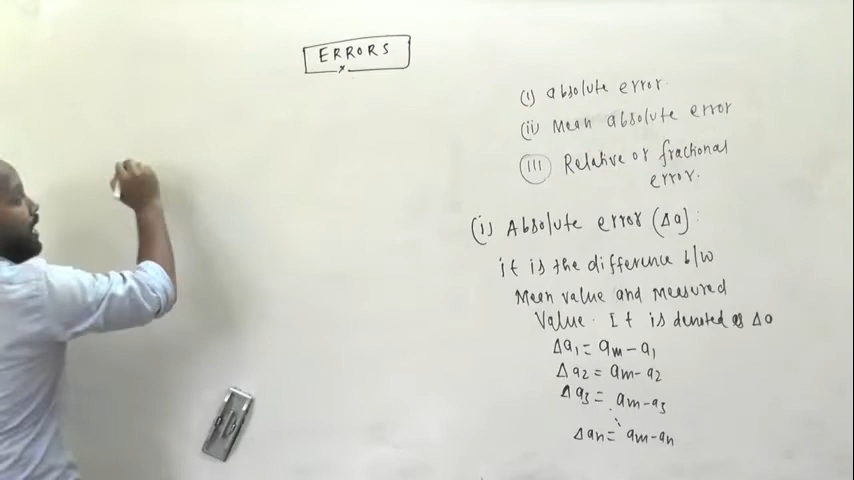 ERRORS
(i) absolute error.
(ii) Mean absolute error
(III) Relative or fractional
error.
(i) Absolute error (Δa):
it is the difference b/w
Mean value and measured
Value. It is denoted as Δa
Δa₁ = am - a₁
Δa₂ = am - a₂
Δa₃ = am - a₃
Δan = am - an